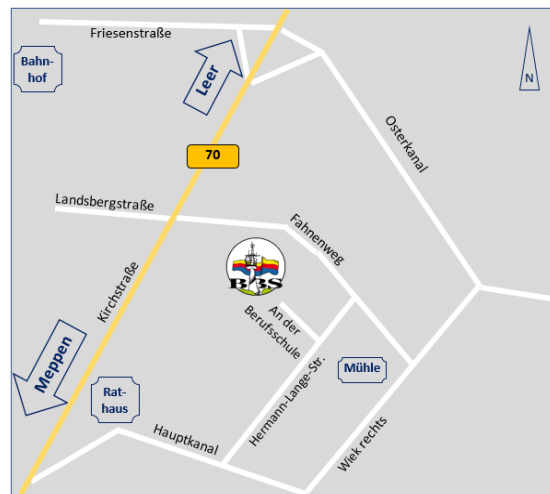 Friesenstraße
Bahn-
hof
Leer
N
70
Osterkanal
Landsbergstraße
Fahnenweg
BBS
Kirchstraße
An der
Berufsschule
Meppen
Mühle
Hermann-Lange-Str.
Rat-
haus
Hauptkanal
Wiek rechts